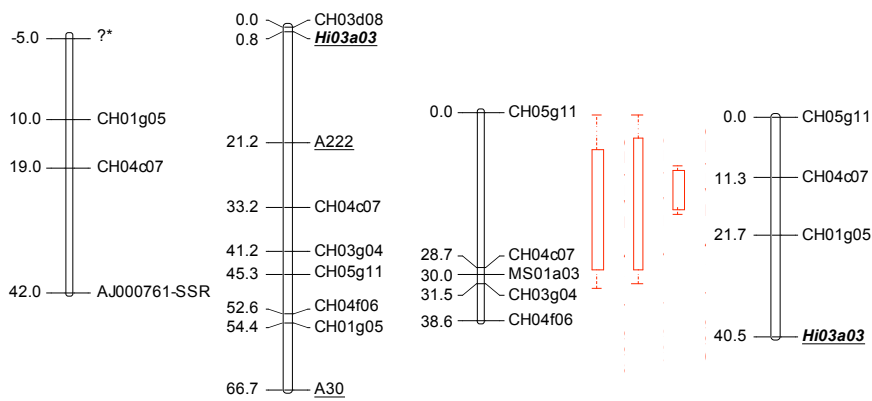 -5.0 ?*
10.0 CH01g05
19.0 CH04c07
42.0 AJ000761-SSR
0.0 CH03d08
0.8 Hi03a03
21.2 A222
33.2 CH04c07
41.2 CH03g04
45.3 CH05g11
52.6 CH04f06
54.4 CH01g05
66.7 A30
0.0 CH05g11
28.7 CH04c07
30.0 MS01a03
31.5 CH03g04
38.6 CH04f06
0.0 CH05g11
11.3 CH04c07
21.7 CH01g05
40.5 Hi03a03